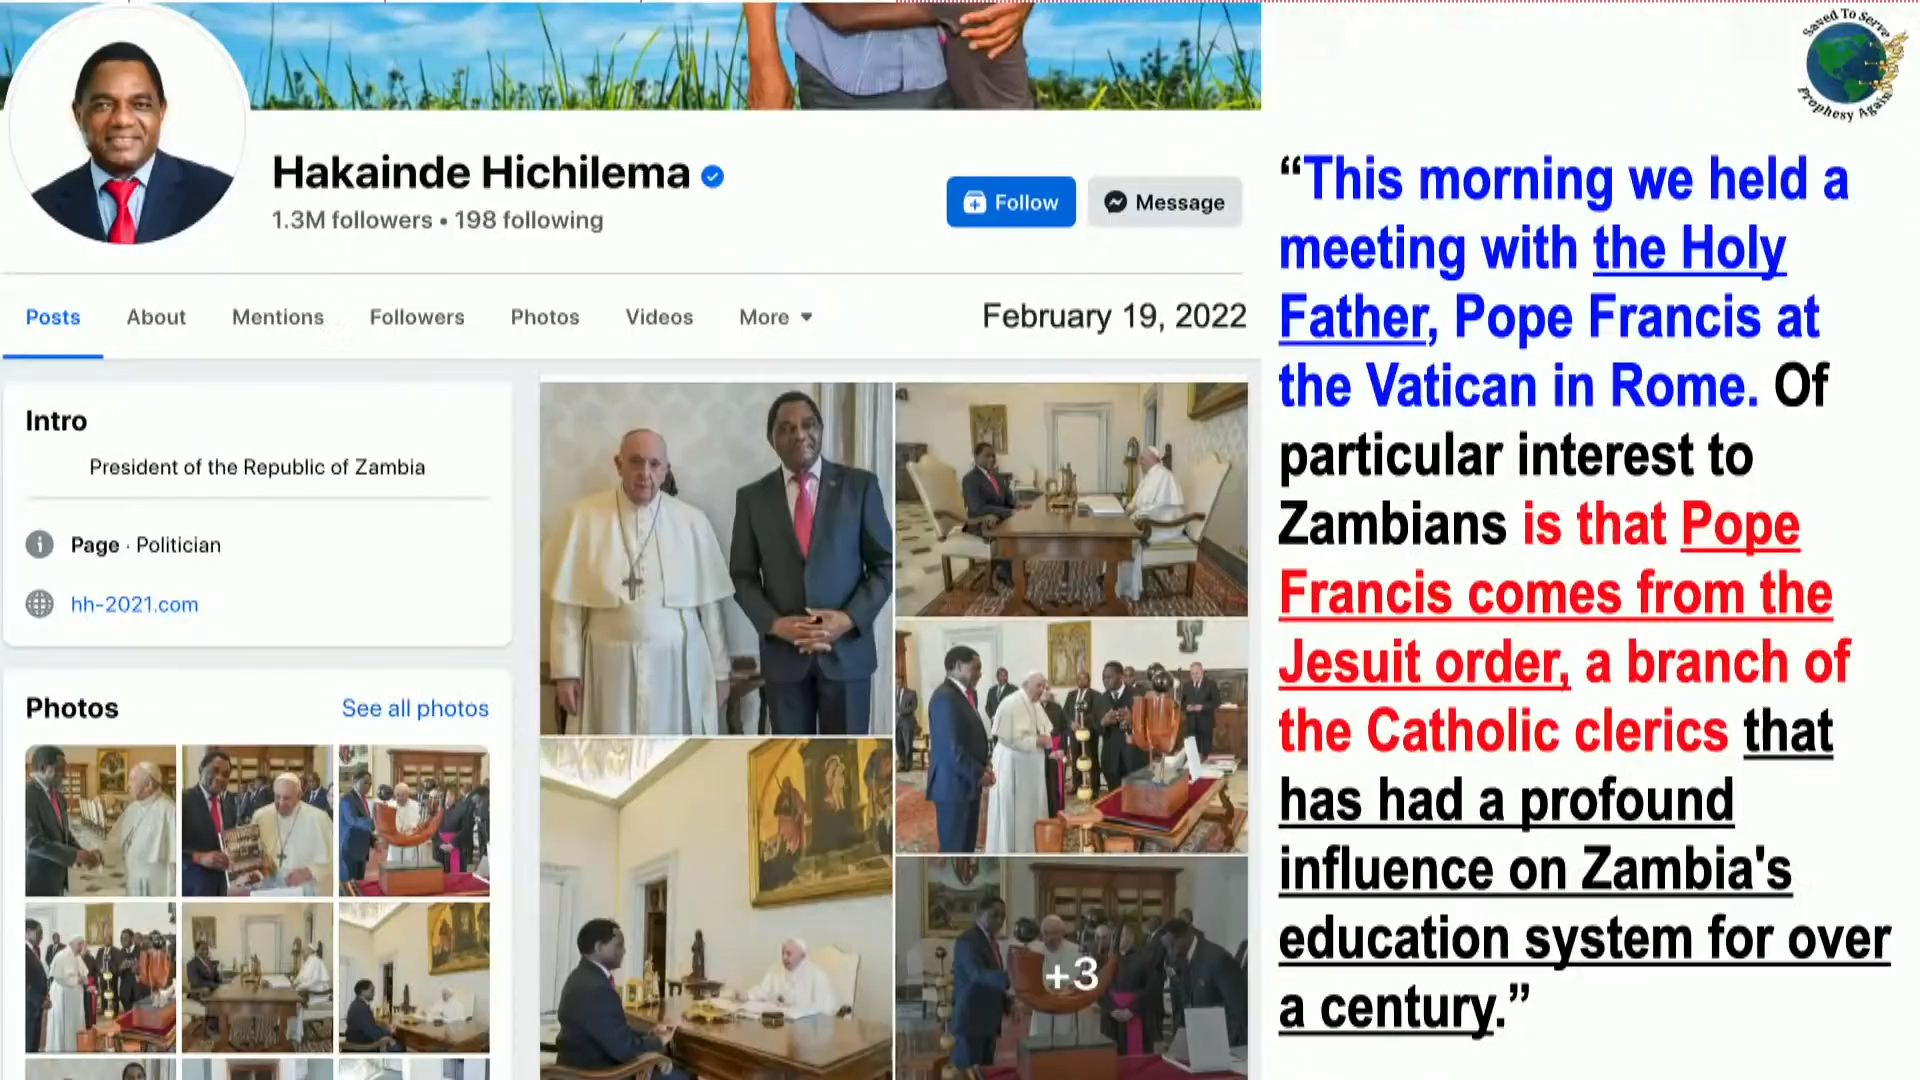 Saved To Serve
Prophesy Again
Hakainde Hichilema
1.3M followers • 198 following
Follow
Message
Posts
About
Mentions
Followers
Photos
Videos
More
February 19, 2022
Intro
President of the Republic of Zambia
Page · Politician
hh-2021.com
Photos
See all photos
+3
“This morning we held a
meeting with the Holy
Father, Pope Francis at
the Vatican in Rome. Of
particular interest to
Zambians is that Pope
Francis comes from the
Jesuit order, a branch of
the Catholic clerics that
has had a profound
influence on Zambia's
education system for over
a century.”